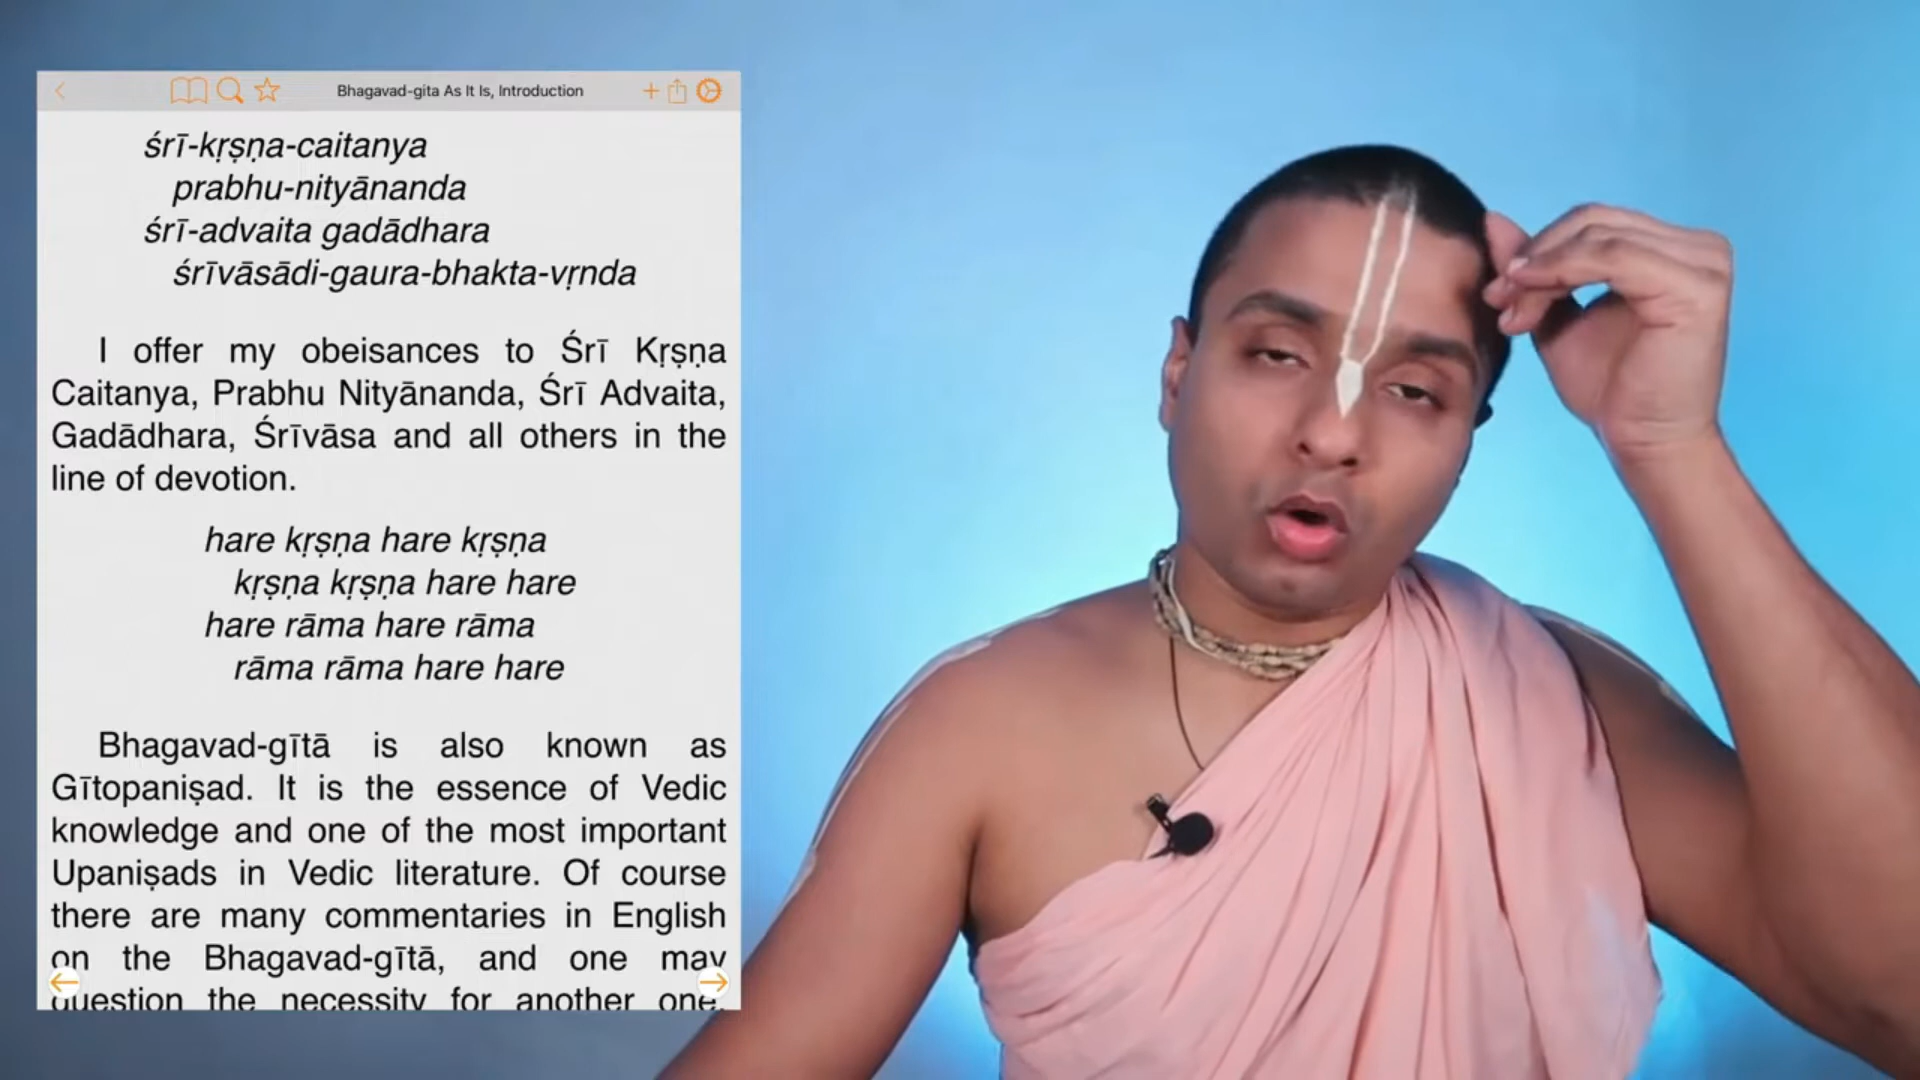 Bhagavad-gita As It Is, Introduction
śrī-kṛṣṇa-caitanya
prabhu-nityānanda
śrī-advaita gadādhara
śrīvāsādi-gaura-bhakta-vṛnda
I offer my obeisances to Śrī Kṛṣṇa
Caitanya, Prabhu Nityānanda, Śrī Advaita,
Gadādhara, Śrīvāsa and all others in the
line of devotion.
hare kṛṣṇa hare kṛṣṇa
kṛṣṇa kṛṣṇa hare hare
hare rāma hare rāma
rāma rāma hare hare
Bhagavad-gītā is also known as
Gītopaniṣad. It is the essence of Vedic
knowledge and one of the most important
Upaniṣads in Vedic literature. Of course
there are many commentaries in English
on the Bhagavad-gītā, and one may
question the necessity for another one.